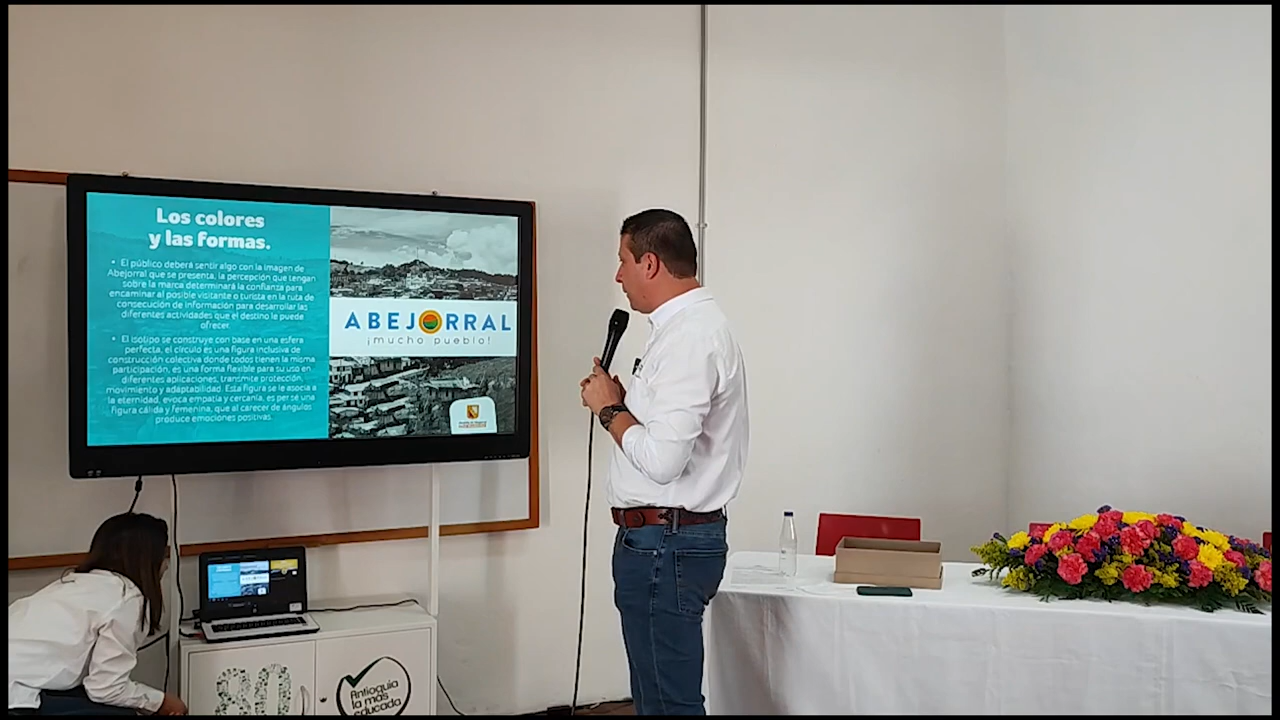 Los colores
y las formas.
• El público deberá sentir algo con la imagen de
Abejorral que se presenta, la percepción que tengan
sobre la marca determinará la confianza para
encaminar al posible visitante o turista en la ruta de
consecución de información para desarrollar las
diferentes actividades que el destino le puede
ofrecer.
• El isotipo se construye con base en una esfera
perfecta, el círculo es una figura inclusiva de
construcción colectiva donde todos tienen la misma
participación, es una forma flexible para su uso en
diferentes aplicaciones, transmite protección,
movimiento y adaptabilidad. Esta figura se le asocia a
la eternidad, evoca empatía y cercanía, es per sé una
figura cálida y femenina, que al carecer de ángulos
produce emociones positivas.
ABEJORRAL
¡mucho pueblo!
80
Antioquia
la más
educada